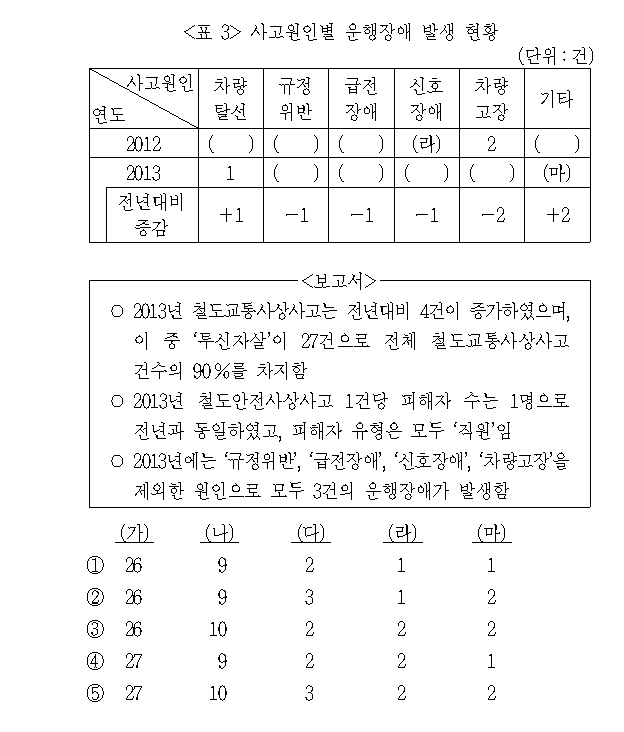 <표 3> 사고원인별 운행장애 발생 현황
(단위 : 건)
사고원인 연도 차량탈선 규정위반 급전장애 신호장애 차량고장 기타
2012 ( ) ( ) ( ) (라) 2 ( )
2013 1 ( ) ( ) ( ) ( ) (마)
전년대비 증감 +1 -1 -1 -1 -2 +2
<보고서>
○ 2013년 철도교통사상사고는 전년대비 4건이 증가하였으며,
이 중 ‘투신자살’이 27건으로 전체 철도교통사상사고
건수의 90%를 차지함
○ 2013년 철도안전사상사고 1건당 피해자 수는 1명으로
전년과 동일하였고, 피해자 유형은 모두 ‘직원’임
○ 2013년에는 ‘규정위반’, ‘급전장애’, ‘신호장애’, ‘차량고장’을
제외한 원인으로 모두 3건의 운행장애가 발생함
(가) (나) (다) (라) (마)
① 26 9 2 1 1
② 26 9 3 1 2
③ 26 10 2 2 2
④ 27 9 2 2 1
⑤ 27 10 3 2 2